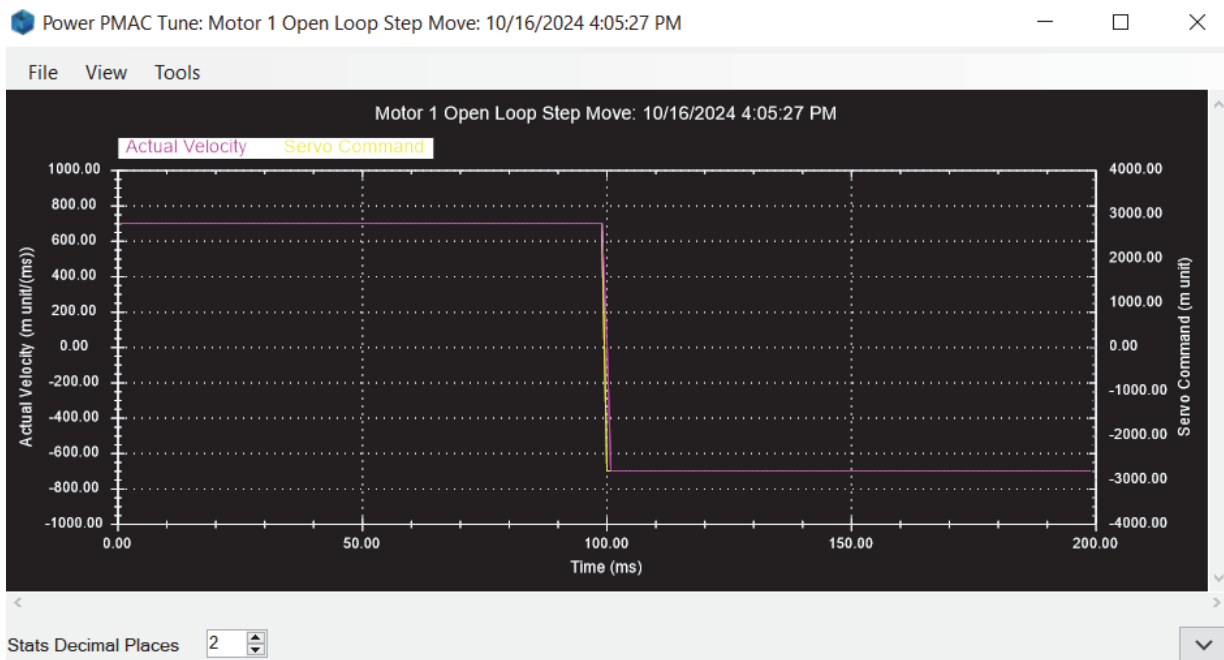 Power PMAC Tune: Motor 1 Open Loop Step Move: 10/16/2024 4:05:27 PM
File View Tools
Motor 1 Open Loop Step Move: 10/16/2024 4:05:27 PM
Actual Velocity Servo Command
1000.00
800.00
600.00
400.00
200.00
0.00
-200.00
-400.00
-600.00
-800.00
-1000.00
Actual Velocity (m unit/(ms))
4000.00
3000.00
2000.00
1000.00
0.00
-1000.00
-2000.00
-3000.00
-4000.00
Servo Command (m unit)
0.00 50.00 100.00 150.00 200.00
Time (ms)
Stats Decimal Places 2